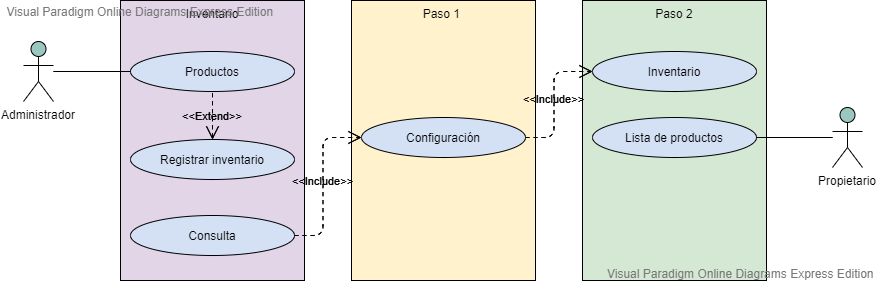 Visual Paradigm Online Diagrams Express Edition
Inventario
Paso 1
Paso 2
Productos
Inventario
<<Include>>
Administrador
<<Extend>>
Configuración
Lista de productos
Registrar inventario
<<Include>>
Propietario
Consulta
Visual Paradigm Online Diagrams Express Edition